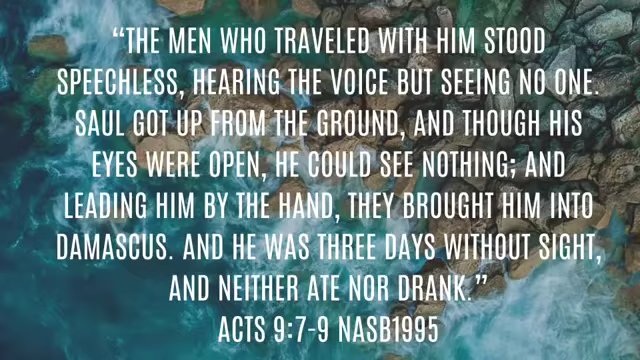 “THE MEN WHO TRAVELED WITH HIM STOOD
SPEECHLESS, HEARING THE VOICE BUT SEEING NO ONE.
SAUL GOT UP FROM THE GROUND, AND THOUGH HIS
EYES WERE OPEN, HE COULD SEE NOTHING; AND
LEADING HIM BY THE HAND, THEY BROUGHT HIM INTO
DAMASCUS. AND HE WAS THREE DAYS WITHOUT SIGHT,
AND NEITHER ATE NOR DRANK.”
ACTS 9:7-9 NASB1995